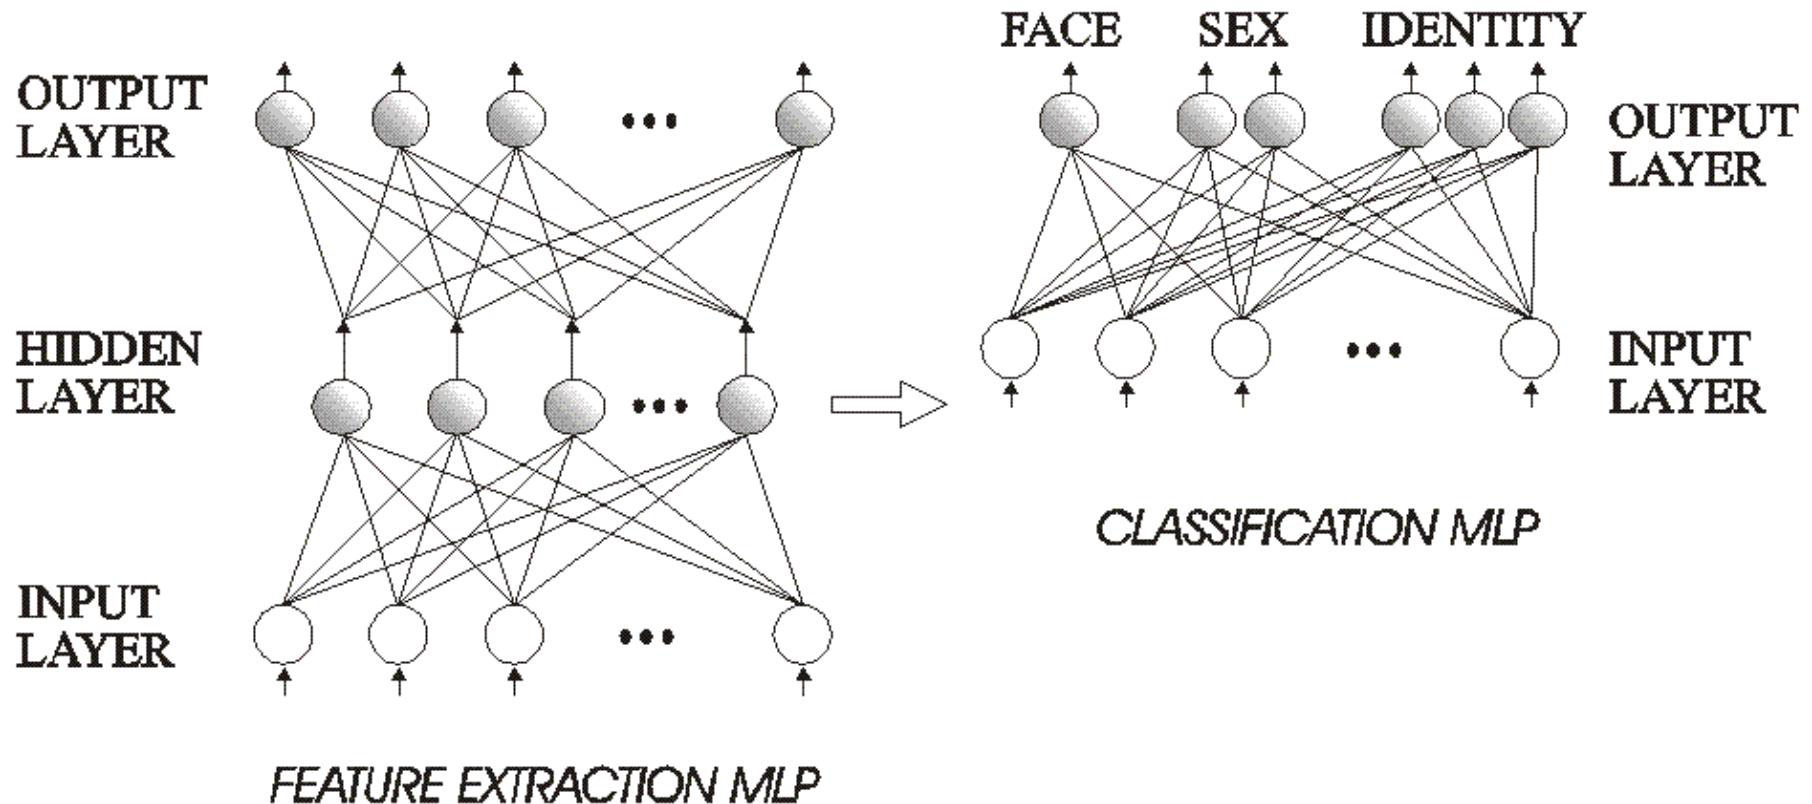 OUTPUT
LAYER
HIDDEN
LAYER
INPUT
LAYER
FEATURE EXTRACTION MLP
FACE SEX IDENTITY
OUTPUT
LAYER
INPUT
LAYER
CLASSIFICATION MLP